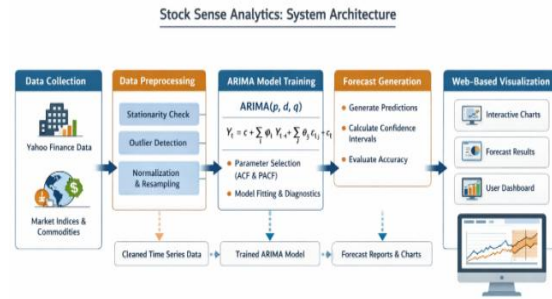 Stock Sense Analytics: System Architecture
Data Collection
Yahoo Finance Data
Market Indices &
Commodities
Data Preprocessing
Stationarity Check
Outlier Detection
Normalization
& Resampling
ARIMA Model Training
ARIMA(p, d, q)
• Parameter Selection
(ACF & PACF)
• Model Fitting & Diagnostics
Forecast Generation
• Generate Predictions
• Calculate Confidence
Intervals
• Evaluate Accuracy
Web-Based Visualization
Interactive Charts
Forecast Results
User Dashboard
Cleaned Time Series Data
Trained ARIMA Model
Forecast Reports & Charts